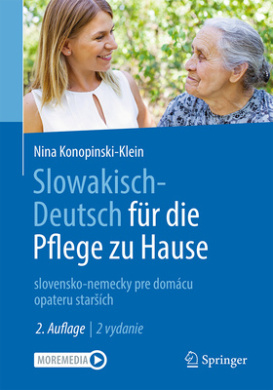 Nina Konopinski-Klein
Slowakisch-
Deutsch für die
Pflege zu Hause
slovensko-nemecky pre domácu
opateru starších
2. Auflage | 2 vydanie
MOREMEDIA
Springer